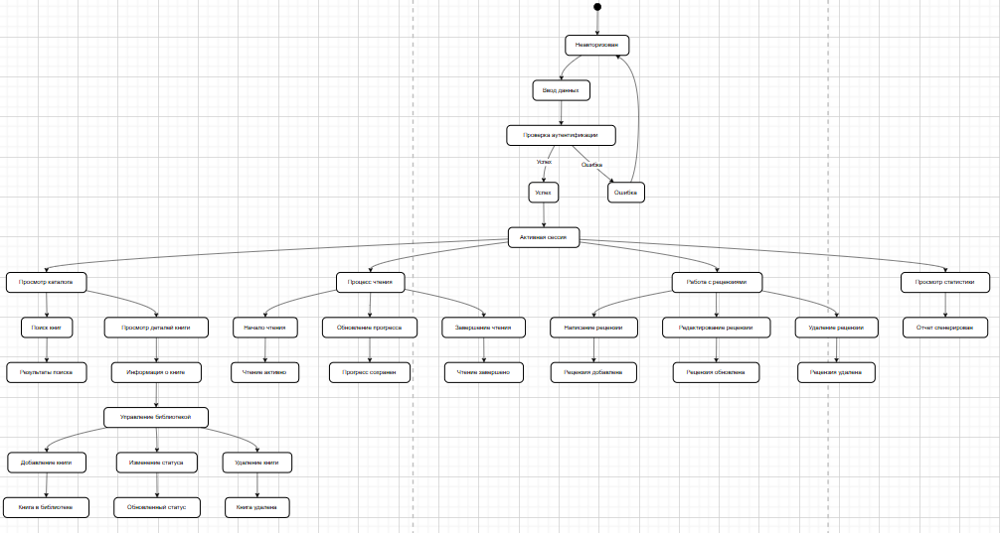 Неавторизован
Ввод данных
Проверка аутентификации
Успех
Ошибка
Успех
Ошибка
Активная сессия
Просмотр каталога
Процесс чтения
Работа с рецензиями
Просмотр статистики
Поиск книг
Просмотр деталей книги
Начало чтения
Обновление прогресса
Завершение чтения
Написание рецензии
Редактирование рецензии
Удаление рецензии
Отчет сгенерирован
Результаты поиска
Информация о книге
Чтение активно
Прогресс сохранен
Чтение завершено
Рецензия добавлена
Рецензия обновлена
Рецензия удалена
Управление библиотекой
Добавление книги
Изменение статуса
Удаление книги
Книга в библиотеке
Обновленный статус
Книга удалена